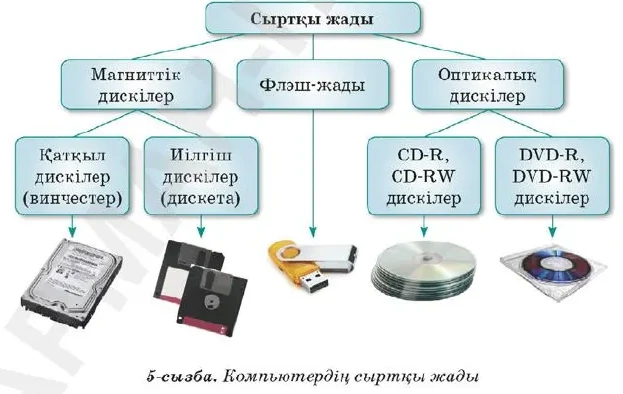 Сыртқы жады
Магниттік
дискілер
Флэш-жады
Оптикалық
дискілер
Қатқыл
дискілер
(винчестер)
Иілгіш
дискілер
(дискета)
CD-R,
CD-RW
дискілер
DVD-R,
DVD-RW
дискілер
5-сызба. Компьютердің сыртқы жады